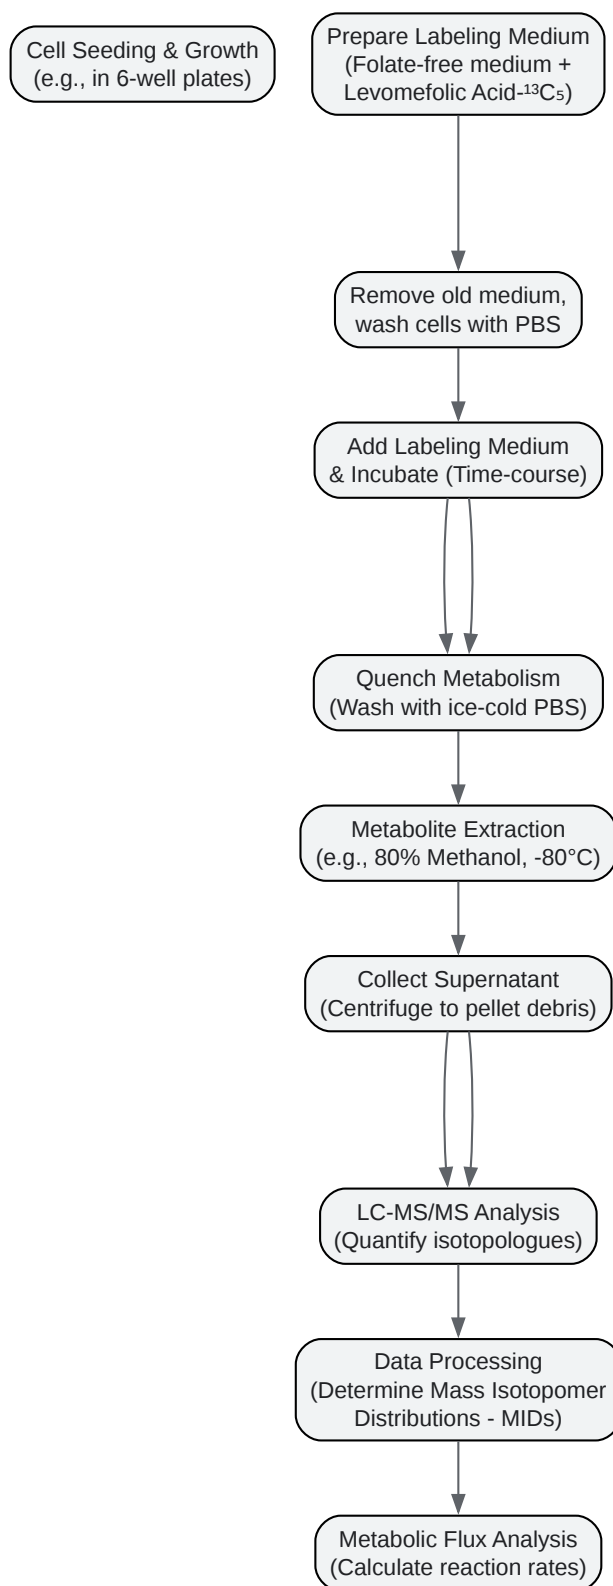 Cell Seeding & Growth
(e.g., in 6-well plates)
Prepare Labeling Medium
(Folate-free medium +
Levomefolic Acid-¹³C₅)
Remove old medium,
wash cells with PBS
Add Labeling Medium
& Incubate (Time-course)
Quench Metabolism
(Wash with ice-cold PBS)
Metabolite Extraction
(e.g., 80% Methanol, -80°C)
Collect Supernatant
(Centrifuge to pellet debris)
LC-MS/MS Analysis
(Quantify isotopologues)
Data Processing
(Determine Mass Isotopomer
Distributions - MIDs)
Metabolic Flux Analysis
(Calculate reaction rates)